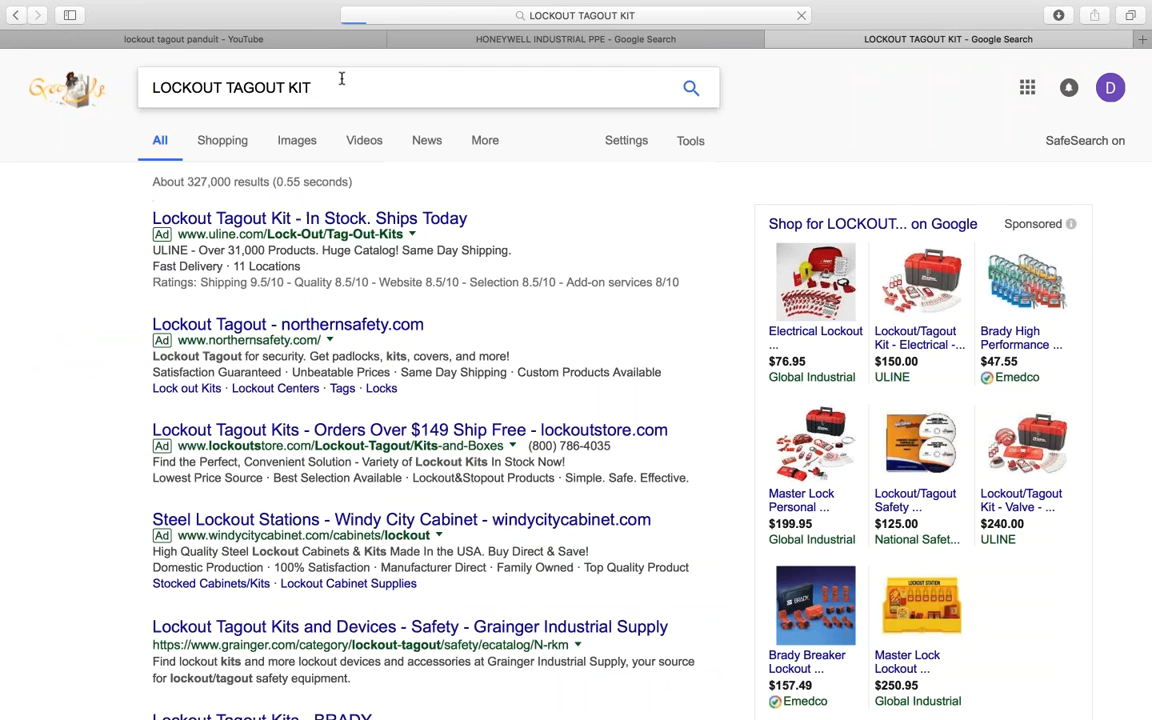 LOCKOUT TAGOUT KIT
lockout tagout panduit - YouTube
HONEYWELL INDUSTRIAL PPE - Google Search
LOCKOUT TAGOUT KIT - Google Search
LOCKOUT TAGOUT KIT
D
All
Shopping
Images
Videos
News
More
Settings
Tools
SafeSearch on
About 327,000 results (0.55 seconds)
Lockout Tagout Kit - In Stock. Ships Today
Ad www.uline.com/Lock-Out/Tag-Out-Kits
ULINE - Over 31,000 Products. Huge Catalog! Same Day Shipping.
Fast Delivery · 11 Locations
Ratings: Shipping 9.5/10 - Quality 8.5/10 - Website 8.5/10 - Selection 8.5/10 - Add-on services 8/10
Lockout Tagout - northernsafety.com
Ad www.northernsafety.com/
Lockout Tagout for security. Get padlocks, kits, covers, and more!
Satisfaction Guaranteed · Unbeatable Prices · Same Day Shipping · Custom Products Available
Lock out Kits · Lockout Centers · Tags · Locks
Lockout Tagout Kits - Orders Over $149 Ship Free - lockoutstore.com
Ad www.lockoutstore.com/Lockout-Tagout/Kits-and-Boxes (800) 786-4035
Find the Perfect, Convenient Solution - Variety of Lockout Kits In Stock Now!
Lowest Price Source · Best Selection Available · Lockout&Stopout Products · Simple. Safe. Effective.
Steel Lockout Stations - Windy City Cabinet - windycitycabinet.com
Ad www.windycitycabinet.com/cabinets/lockout
High Quality Steel Lockout Cabinets & Kits Made In the USA. Buy Direct & Save!
Domestic Production · 100% Satisfaction · Manufacturer Direct · Family Owned · Top Quality Product
Stocked Cabinets/Kits · Lockout Cabinet Supplies
Lockout Tagout Kits and Devices - Safety - Grainger Industrial Supply
https://www.grainger.com/category/lockout-tagout/safety/ecatalog/N-rkm
Find lockout kits and more lockout devices and accessories at Grainger Industrial Supply, your source
for lockout/tagout safety equipment.
Lockout Tagout Kits - BRADY
Shop for LOCKOUT... on Google
Sponsored
Electrical Lockout
...
$76.95
Global Industrial
Lockout/Tagout
Kit - Electrical -...
$150.00
ULINE
Brady High
Performance ...
$47.55
Emedco
Master Lock
Personal ...
$199.95
Global Industrial
Lockout/Tagout
Safety ...
$125.00
National Safet...
Lockout/Tagout
Kit - Valve - ...
$240.00
ULINE
BRADY
Brady Breaker
Lockout ...
$157.49
Emedco
LOCKOUT STATION
Master Lock
Lockout ...
$250.95
Global Industrial